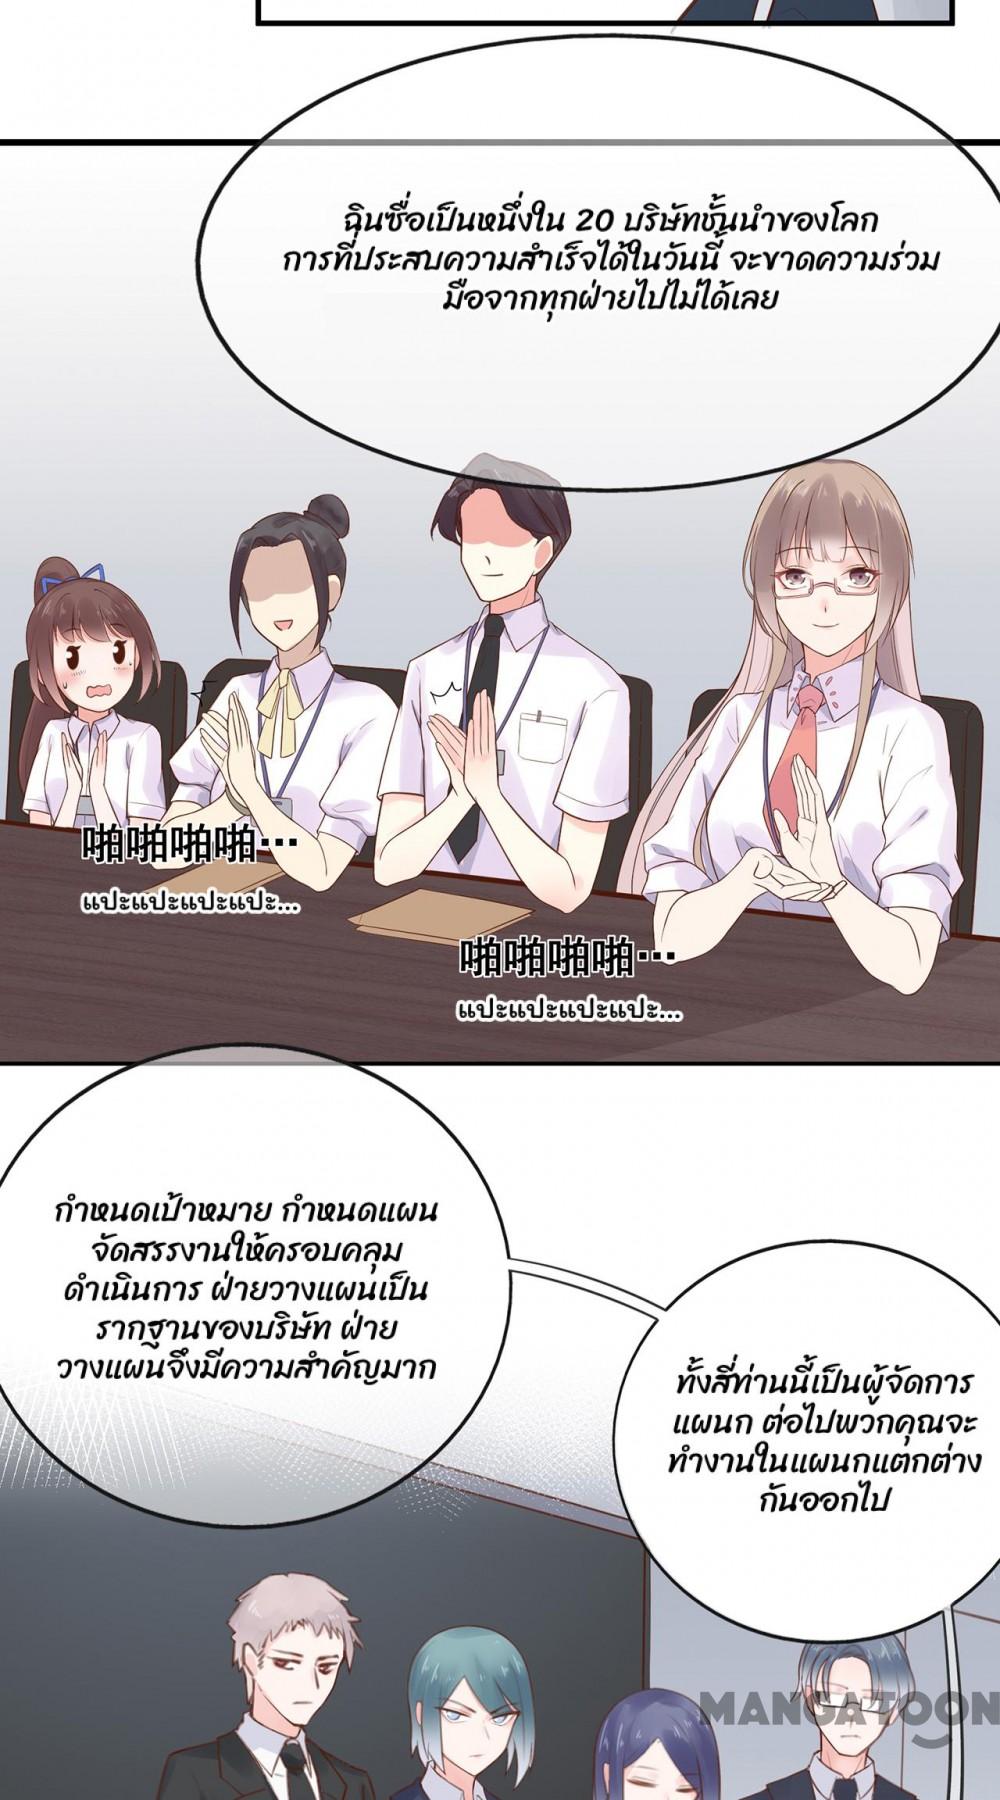 ฉินซื่อเป็นหนึ่งใน 20 บริษัทชั้นนำของโลก
การที่ประสบความสำเร็จได้ในวันนี้ จะขาดความร่วม
มือจากทุกฝ่ายไปไม่ได้เลย
啪啪啪啪…
แปะแปะแปะแปะ...
啪啪啪啪…
แปะแปะแปะแปะ...
กำหนดเป้าหมาย กำหนดแผน
จัดสรรงานให้ครอบคลุม
ดำเนินการ ฝ่ายวางแผนเป็น
รากฐานของบริษัท ฝ่าย
วางแผนจึงมีความสำคัญมาก
ทั้งสี่ท่านนี้เป็นผู้จัดการ
แผนก ต่อไปพวกคุณจะ
ทำงานในแผนกแตกต่าง
กันออกไป
MANGATOON